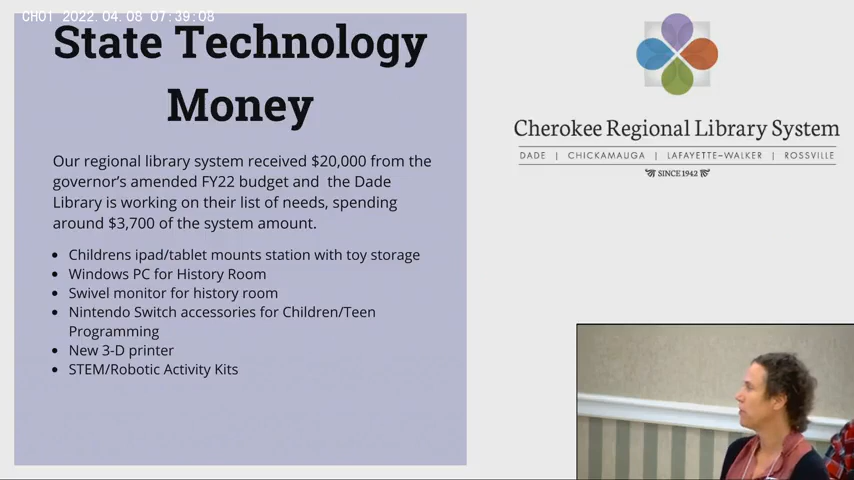 CH01 2022.04.08 07:39:08
State Technology
Money
Our regional library system received $20,000 from the
governor's amended FY22 budget and  the Dade
Library is working on their list of needs, spending
around $3,700 of the system amount.
• Childrens ipad/tablet mounts station with toy storage
• Windows PC for History Room
• Swivel monitor for history room
• Nintendo Switch accessories for Children/Teen
Programming
• New 3-D printer
• STEM/Robotic Activity Kits
Cherokee Regional Library System
DADE | CHICKAMAUGA | LAFAYETTE–WALKER | ROSSVILLE
SINCE 1942